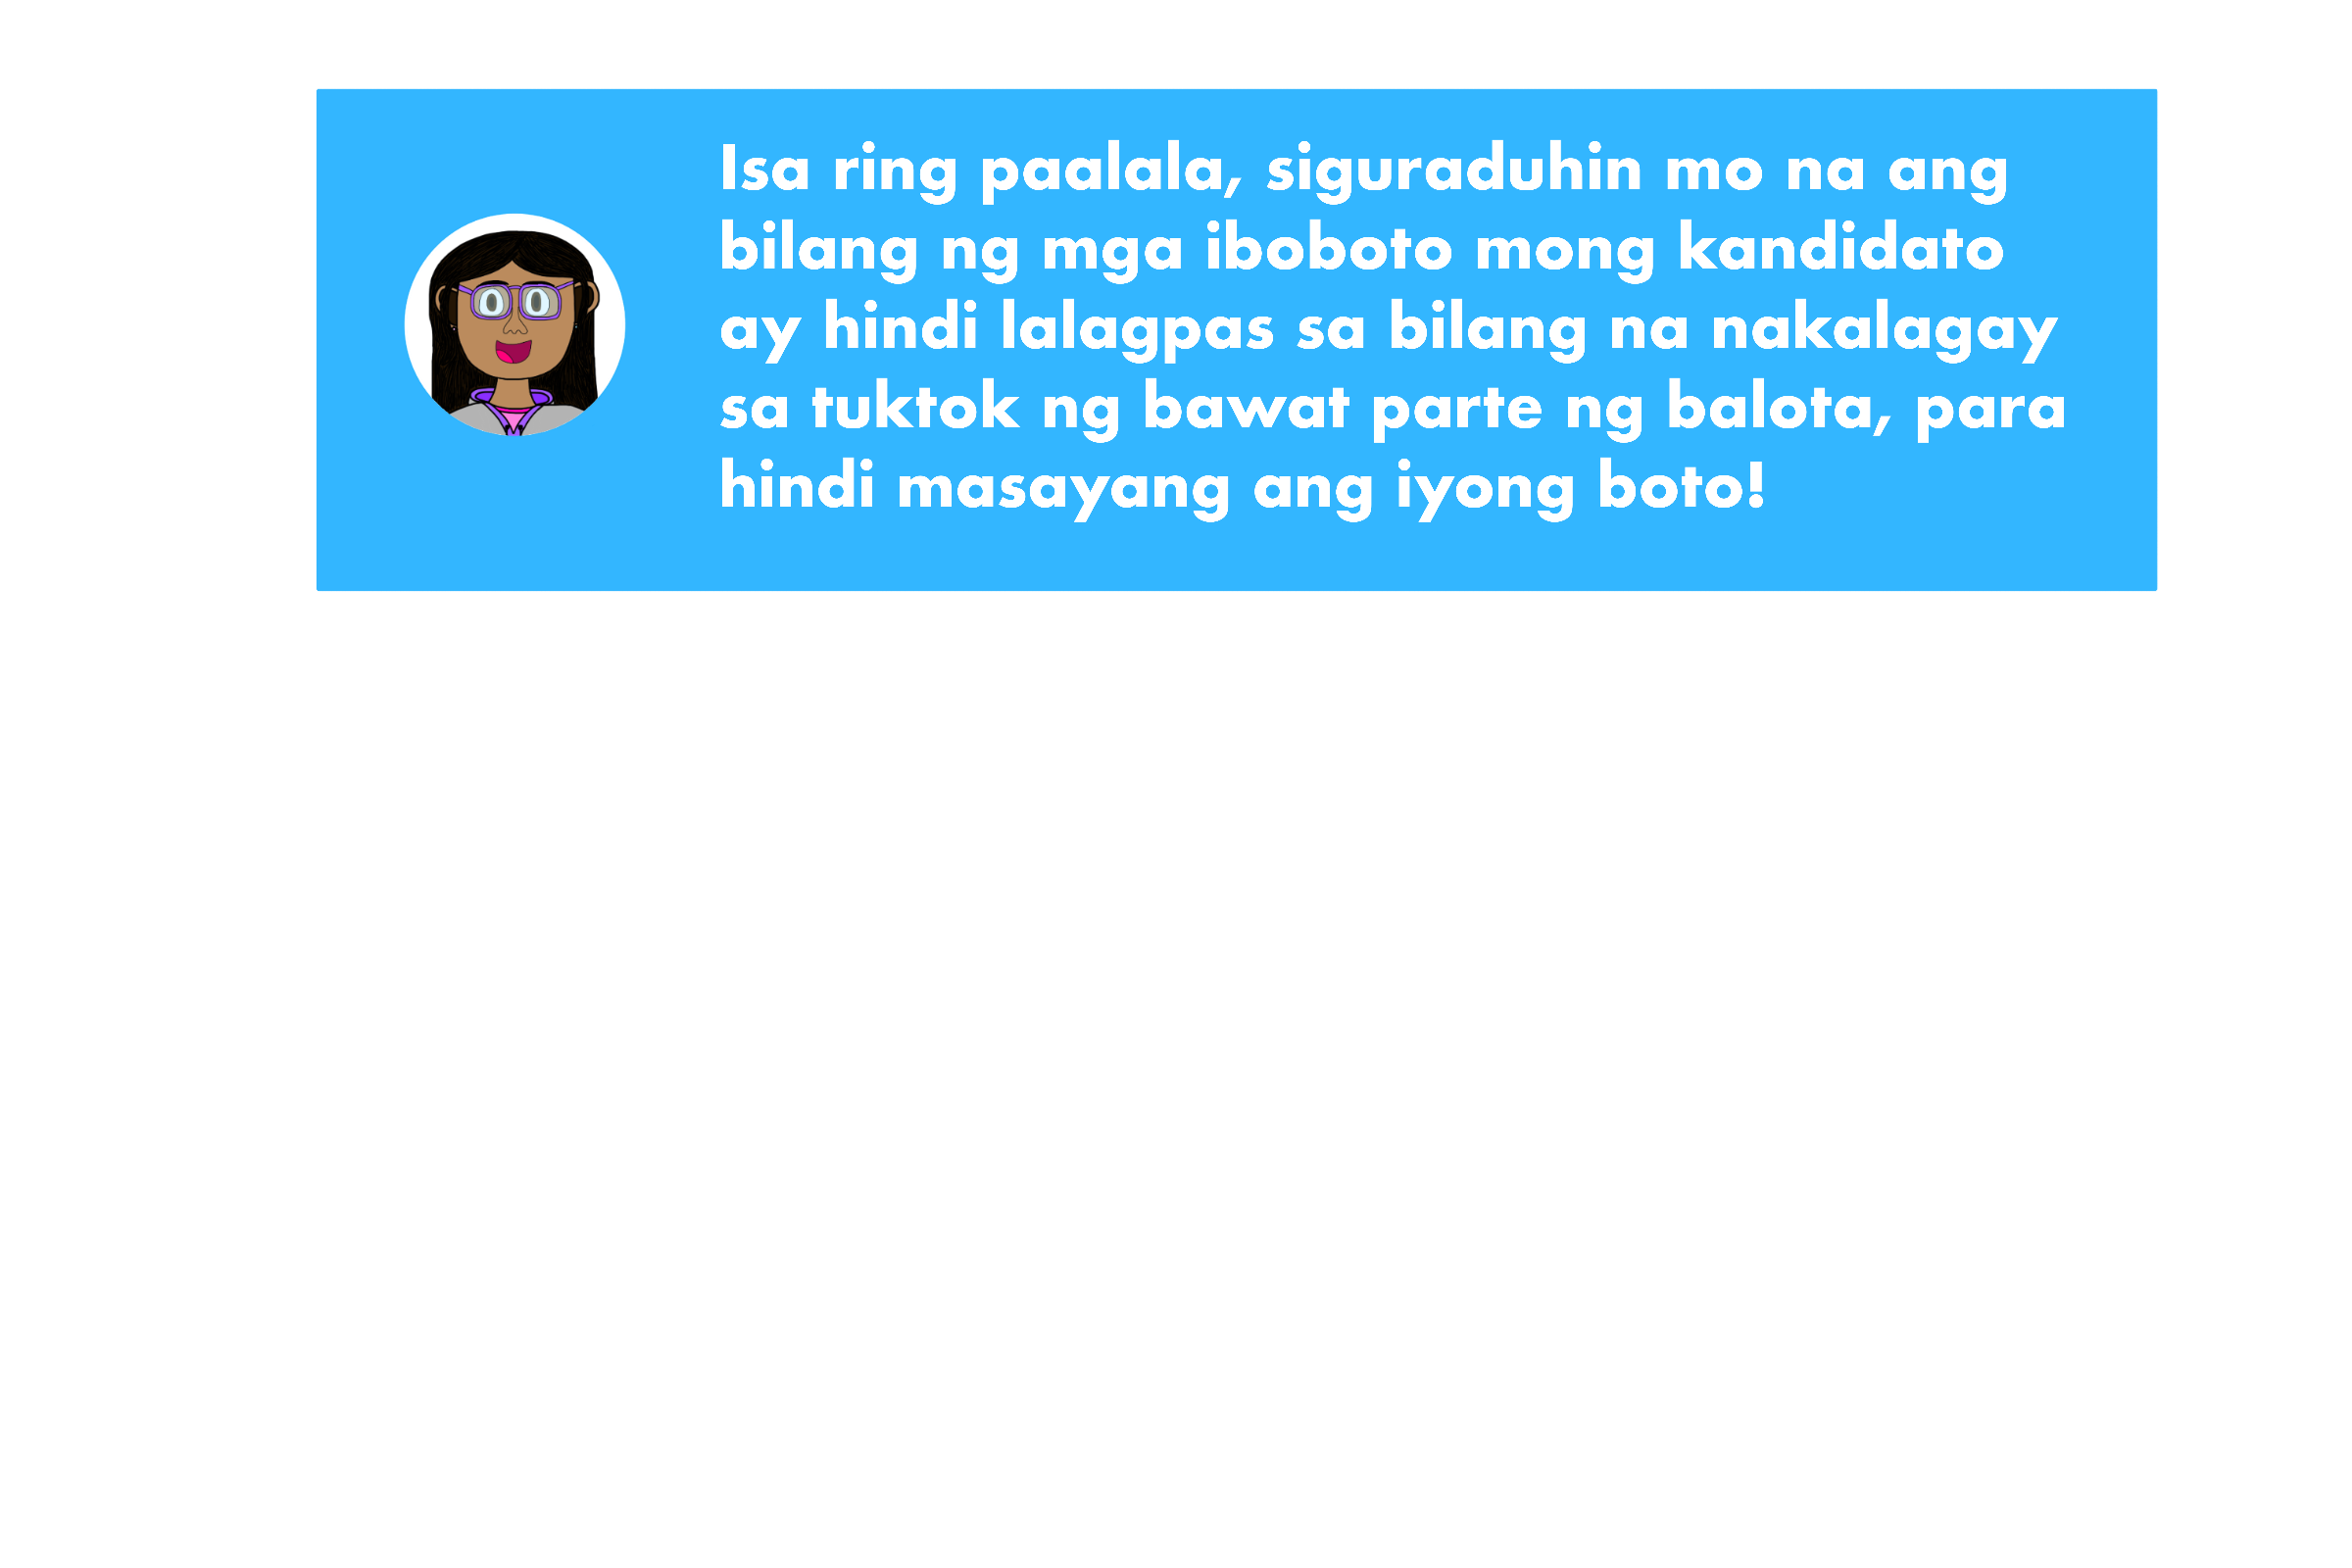 Isa ring paalala, siguraduhin mo na ang
bilang ng mga iboboto mong kandidato
ay hindi lalagpas sa bilang na nakalagay
sa tuktok ng bawat parte ng balota, para
hindi masayang ang iyong boto!